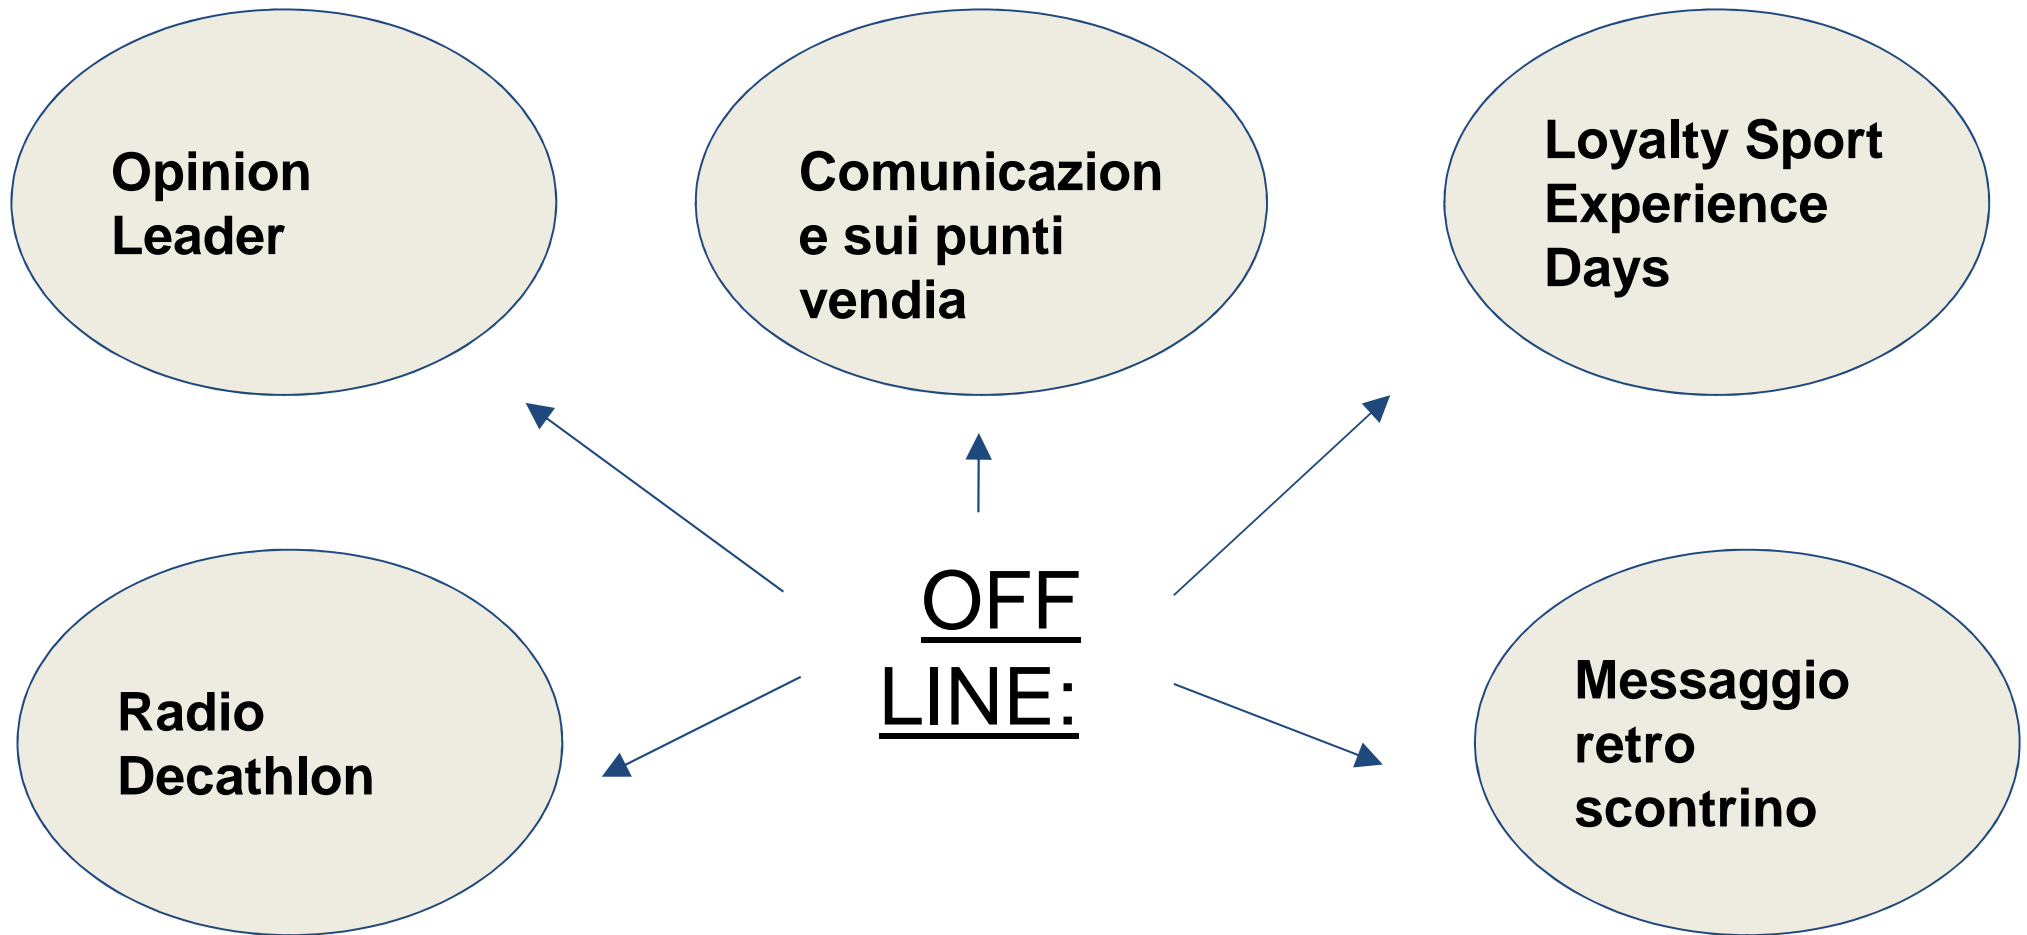 Opinion
Leader
Comunicazion
e sui punti
vendia
Loyalty Sport
Experience
Days
OFF
LINE:
Radio
Decathlon
Messaggio
retro
scontrino